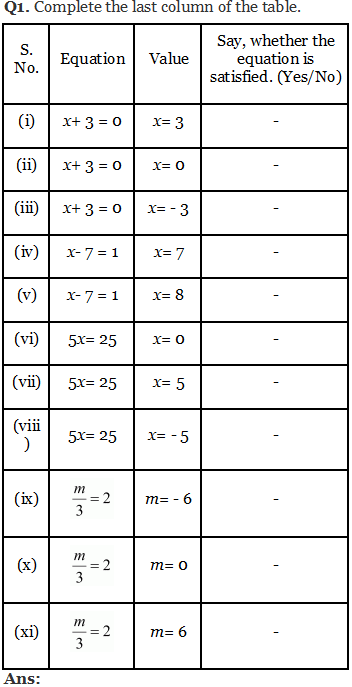 Q1. Complete the last column of the table.
S. No. Equation Value Say, whether the equation is satisfied. (Yes/No)
(i) x+ 3 = 0 x= 3 -
(ii) x+ 3 = 0 x= 0 -
(iii) x+ 3 = 0 x= - 3 -
(iv) x- 7 = 1 x= 7 -
(v) x- 7 = 1 x= 8 -
(vi) 5x= 25 x= 0 -
(vii) 5x= 25 x= 5 -
(viii) 5x= 25 x= - 5 -
(ix) m/3 = 2 m= - 6 -
(x) m/3 = 2 m= 0 -
(xi) m/3 = 2 m= 6 -
Ans: